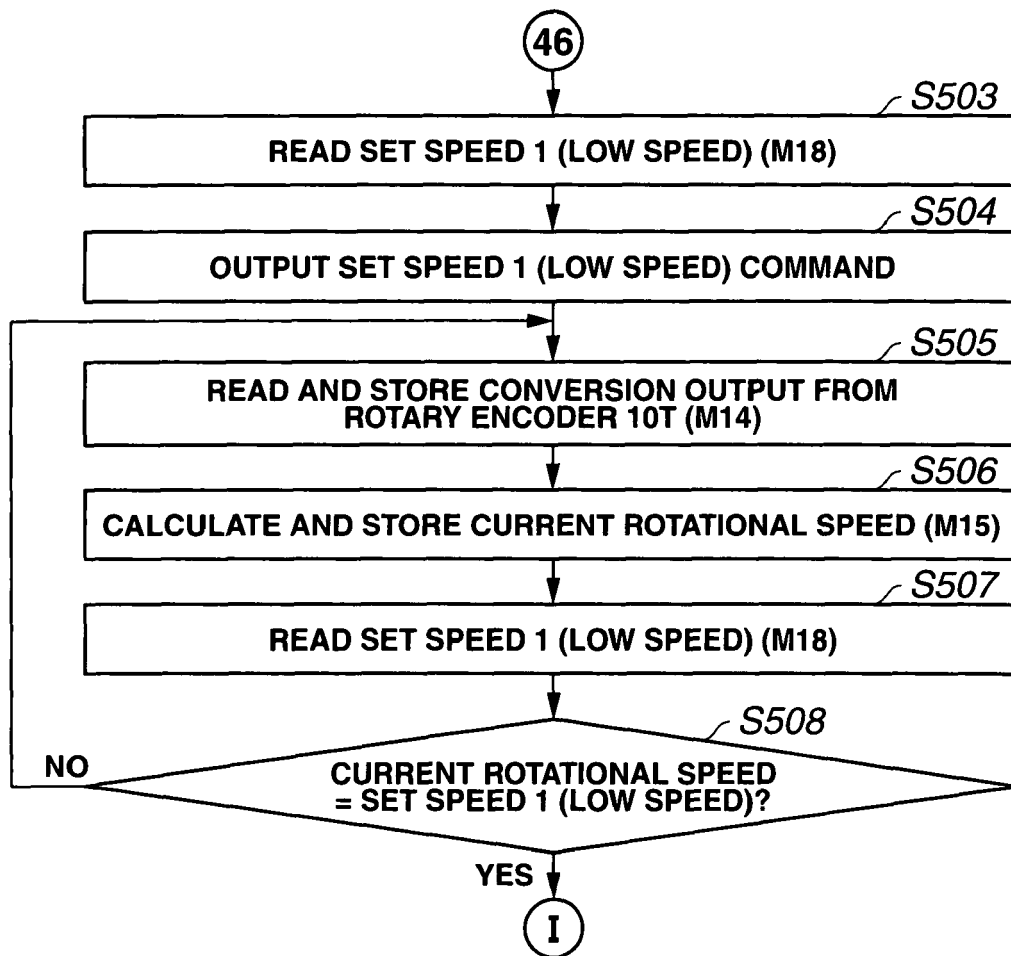 46
S503
READ SET SPEED 1 (LOW SPEED) (M18)
S504
OUTPUT SET SPEED 1 (LOW SPEED) COMMAND
S505
READ AND STORE CONVERSION OUTPUT FROM
ROTARY ENCODER 10T (M14)
S506
CALCULATE AND STORE CURRENT ROTATIONAL SPEED (M15)
S507
READ SET SPEED 1 (LOW SPEED) (M18)
S508
NO
CURRENT ROTATIONAL SPEED
= SET SPEED 1 (LOW SPEED)?
YES
I